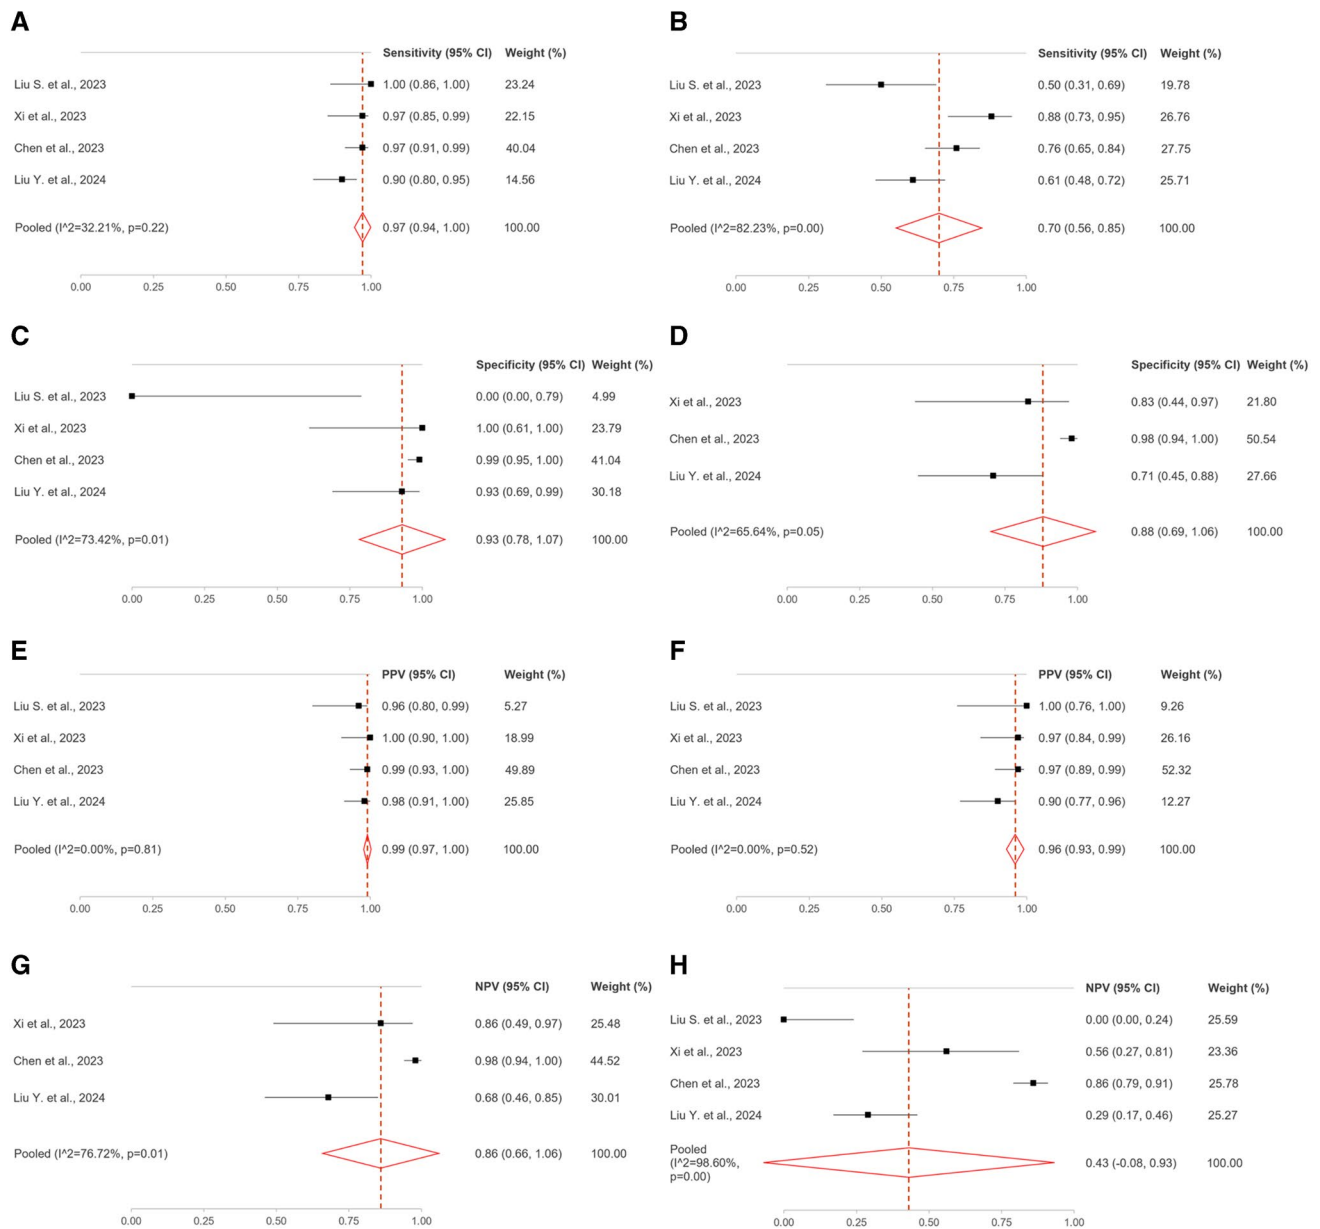 A
Sensitivity (95% CI) Weight (%)
Liu S. et al., 2023 1.00 (0.86, 1.00) 23.24
Xi et al., 2023 0.97 (0.85, 0.99) 22.15
Chen et al., 2023 0.97 (0.91, 0.99) 40.04
Liu Y. et al., 2024 0.90 (0.80, 0.95) 14.56
Pooled (I^2=32.21%, p=0.22) 0.97 (0.94, 1.00) 100.00
0.00 0.25 0.50 0.75 1.00
B
Sensitivity (95% CI) Weight (%)
Liu S. et al., 2023 0.50 (0.31, 0.69) 19.78
Xi et al., 2023 0.88 (0.73, 0.95) 26.76
Chen et al., 2023 0.76 (0.65, 0.84) 27.75
Liu Y. et al., 2024 0.61 (0.48, 0.72) 25.71
Pooled (I^2=82.23%, p=0.00) 0.70 (0.56, 0.85) 100.00
0.00 0.25 0.50 0.75 1.00
C
Specificity (95% CI) Weight (%)
Liu S. et al., 2023 0.00 (0.00, 0.79) 4.99
Xi et al., 2023 1.00 (0.61, 1.00) 23.79
Chen et al., 2023 0.99 (0.95, 1.00) 41.04
Liu Y. et al., 2024 0.93 (0.69, 0.99) 30.18
Pooled (I^2=73.42%, p=0.01) 0.93 (0.78, 1.07) 100.00
0.00 0.25 0.50 0.75 1.00
D
Specificity (95% CI) Weight (%)
Xi et al., 2023 0.83 (0.44, 0.97) 21.80
Chen et al., 2023 0.98 (0.94, 1.00) 50.54
Liu Y. et al., 2024 0.71 (0.45, 0.88) 27.66
Pooled (I^2=65.64%, p=0.05) 0.88 (0.69, 1.06) 100.00
0.00 0.25 0.50 0.75 1.00
E
PPV (95% CI) Weight (%)
Liu S. et al., 2023 0.96 (0.80, 0.99) 5.27
Xi et al., 2023 1.00 (0.90, 1.00) 18.99
Chen et al., 2023 0.99 (0.93, 1.00) 49.89
Liu Y. et al., 2024 0.98 (0.91, 1.00) 25.85
Pooled (I^2=0.00%, p=0.81) 0.99 (0.97, 1.00) 100.00
0.00 0.25 0.50 0.75 1.00
F
PPV (95% CI) Weight (%)
Liu S. et al., 2023 1.00 (0.76, 1.00) 9.26
Xi et al., 2023 0.97 (0.84, 0.99) 26.16
Chen et al., 2023 0.97 (0.89, 0.99) 52.32
Liu Y. et al., 2024 0.90 (0.77, 0.96) 12.27
Pooled (I^2=0.00%, p=0.52) 0.96 (0.93, 0.99) 100.00
0.00 0.25 0.50 0.75 1.00
G
NPV (95% CI) Weight (%)
Xi et al., 2023 0.86 (0.49, 0.97) 25.48
Chen et al., 2023 0.98 (0.94, 1.00) 44.52
Liu Y. et al., 2024 0.68 (0.46, 0.85) 30.01
Pooled (I^2=76.72%, p=0.01) 0.86 (0.66, 1.06) 100.00
0.00 0.25 0.50 0.75 1.00
H
NPV (95% CI) Weight (%)
Liu S. et al., 2023 0.00 (0.00, 0.24) 25.59
Xi et al., 2023 0.56 (0.27, 0.81) 23.36
Chen et al., 2023 0.86 (0.79, 0.91) 25.78
Liu Y. et al., 2024 0.29 (0.17, 0.46) 25.27
Pooled
(I^2=98.60%, 0.43 (-0.08, 0.93) 100.00
p=0.00)
0.00 0.25 0.50 0.75 1.00